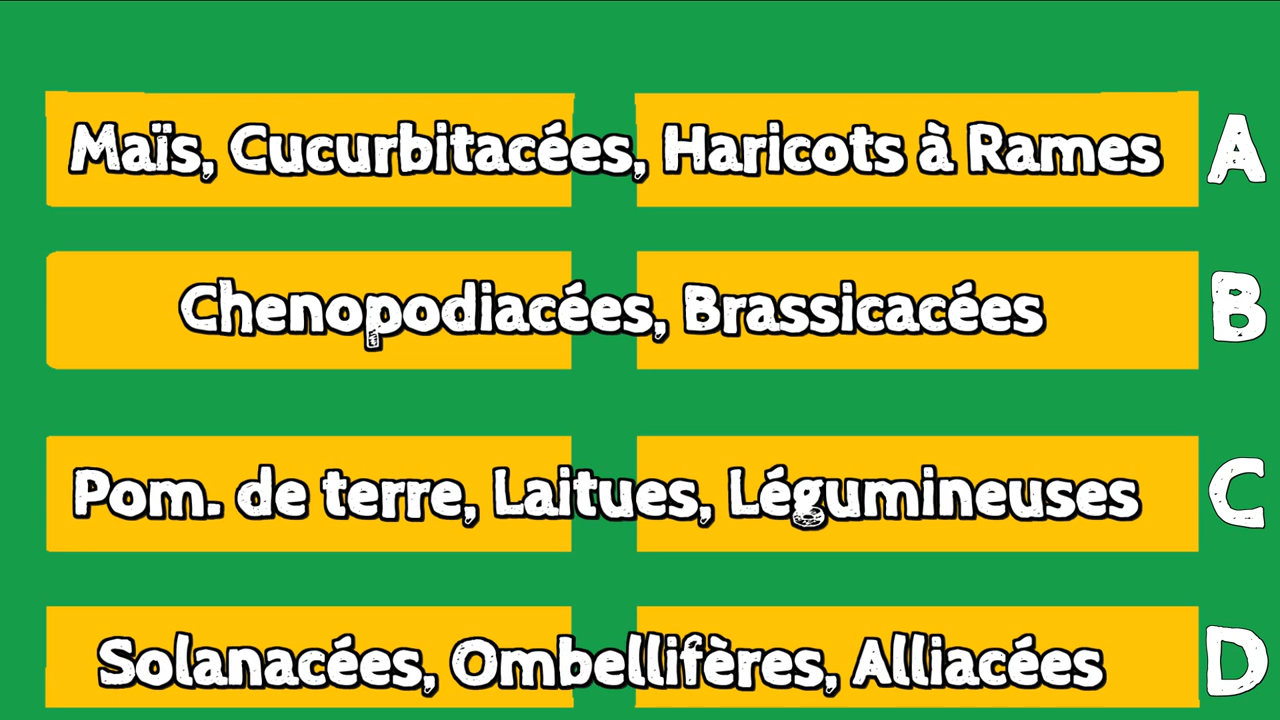 Maïs, Cucurbitacées, Haricots à Rames A
Chenopodiacées, Brassicacées B
Pom. de terre, Laitues, Légumineuses C
Solanacées, Ombellifères, Alliacées D